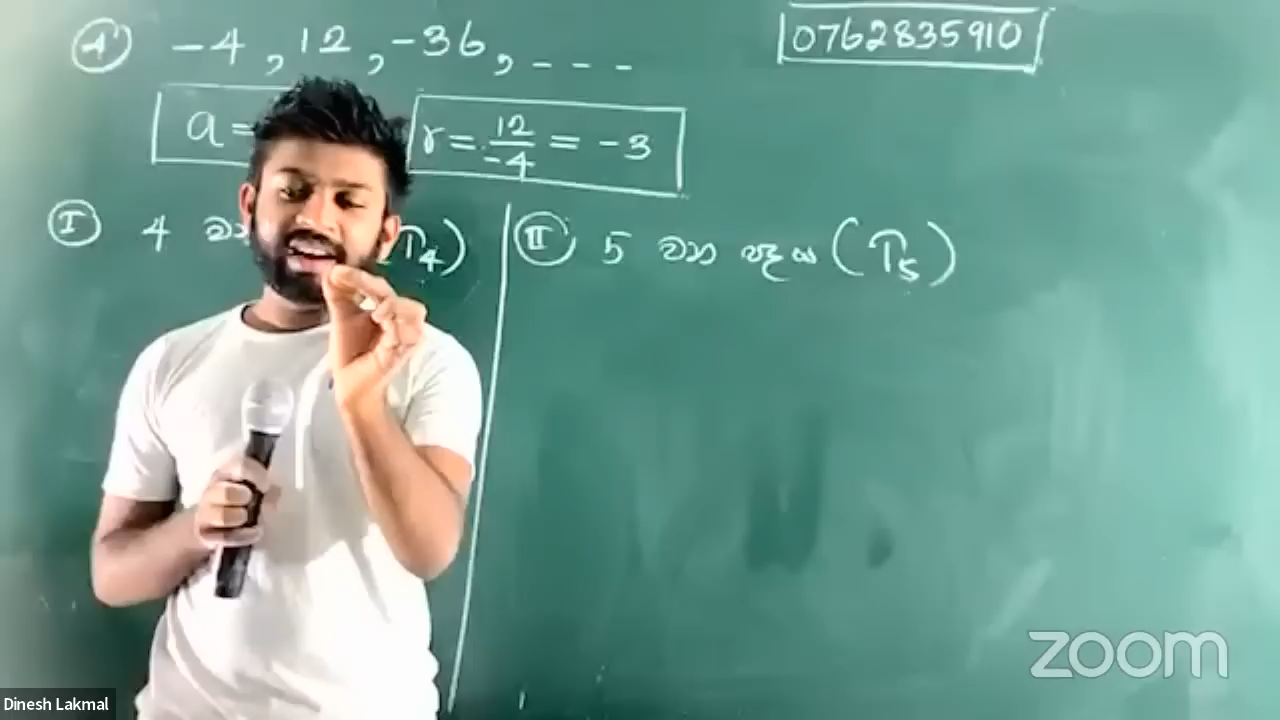 4 -4 , 12 , -36 , - - -
0762835910
a =
r = 12/-4 = -3
I 4 (T4)
II 5 වන පදය (T5)
zoom
Dinesh Lakmal